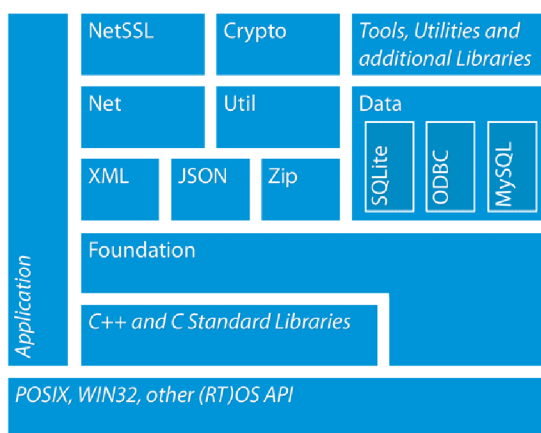 NetSSL
Crypto
Tools, Utilities and
additional Libraries
Net
Util
Data
SQLite
ODBC
MySQL
XML
JSON
Zip
Foundation
C++ and C Standard Libraries
Application
POSIX, WIN32, other (RT)OS API